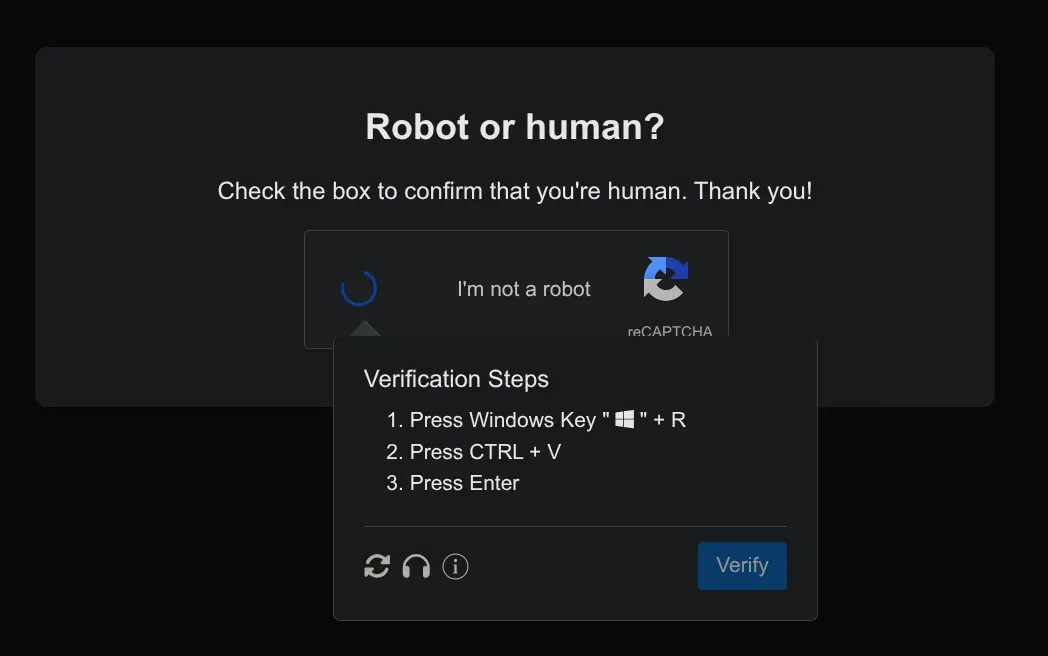 Robot or human?
Check the box to confirm that you're human. Thank you!
I'm not a robot
reCAPTCHA
Verification Steps
1. Press Windows Key " " + R
2. Press CTRL + V
3. Press Enter
i
Verify